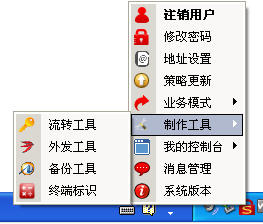 注销用户
修改密码
地址设置
策略更新
业务模式
制作工具
我的控制台
消息管理
系统版本
流转工具
外发工具
备份工具
终端标识